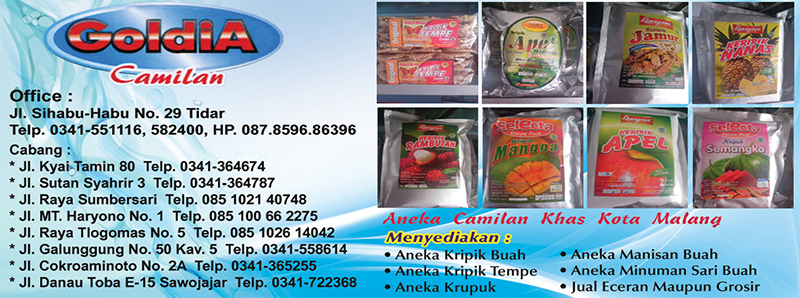 GoldiA
Camilan
Office :
Jl. Sihabu-Habu No. 29 Tidar
Telp. 0341-551116, 582400, HP. 087.8596.86396
Cabang :
* Jl. Kyai Tamin 80 Telp. 0341-364674
* Jl. Sutan Syahrir 3 Telp. 0341-364787
* Jl. Raya Sumbersari Telp. 085 1021 40748
* Jl. MT. Haryono No. 1 Telp. 085 100 66 2275
* Jl. Raya Tlogomas No. 5 Telp. 085 1026 14042
* Jl. Galunggung No. 50 Kav. 5 Telp. 0341-558614
* Jl. Cokroaminoto No. 2A Telp. 0341-365255
* Jl. Danau Toba E-15 Sawojajar Telp. 0341-722368
KRIPIK
TEMPE
KRIPIK
TEMPE
Kripik
Apel
Jamur
KERIPIK
NANAS
KERIPIK
RAMBUTAN
Selecta
Kripik
Mangga
KERIPIK
APEL
Selecta
Kripik
Semangka
Aneka Camilan Khas Kota Malang
Menyediakan :
• Aneka Kripik Buah
• Aneka Kripik Tempe
• Aneka Krupuk
• Aneka Manisan Buah
• Aneka Minuman Sari Buah
• Jual Eceran Maupun Grosir